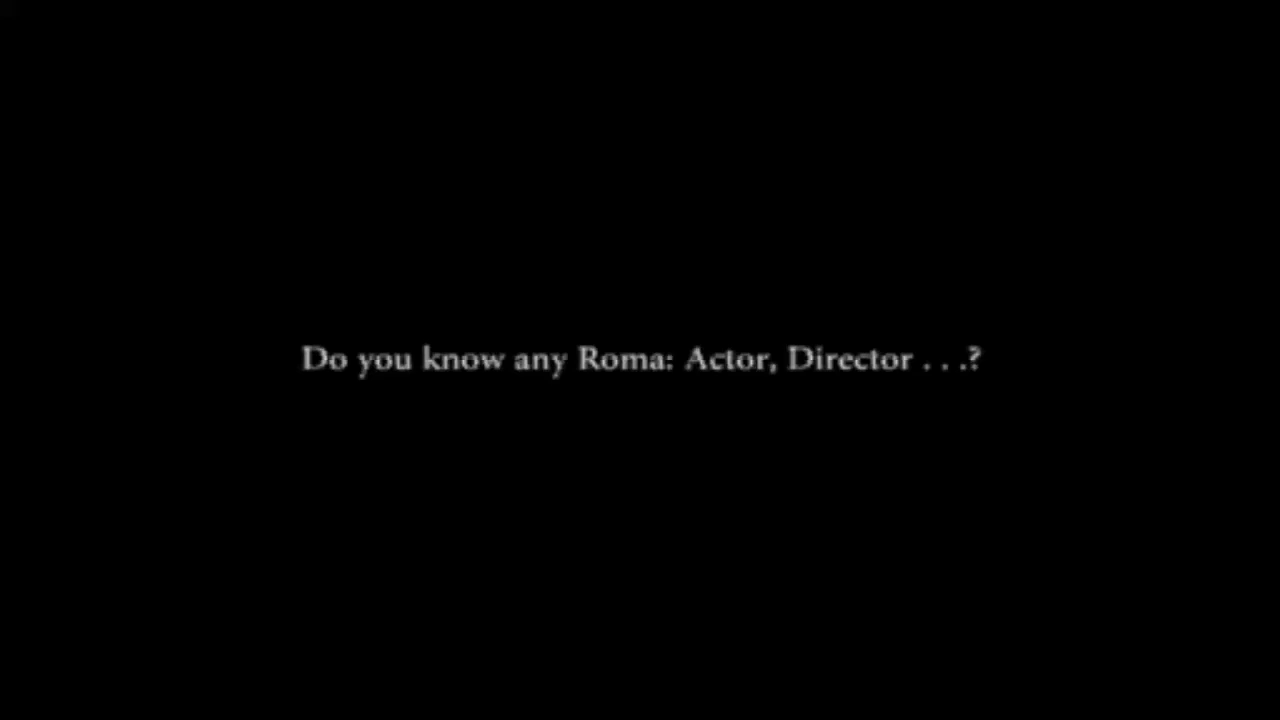 Do you know any Roma: Actor, Director . . .?